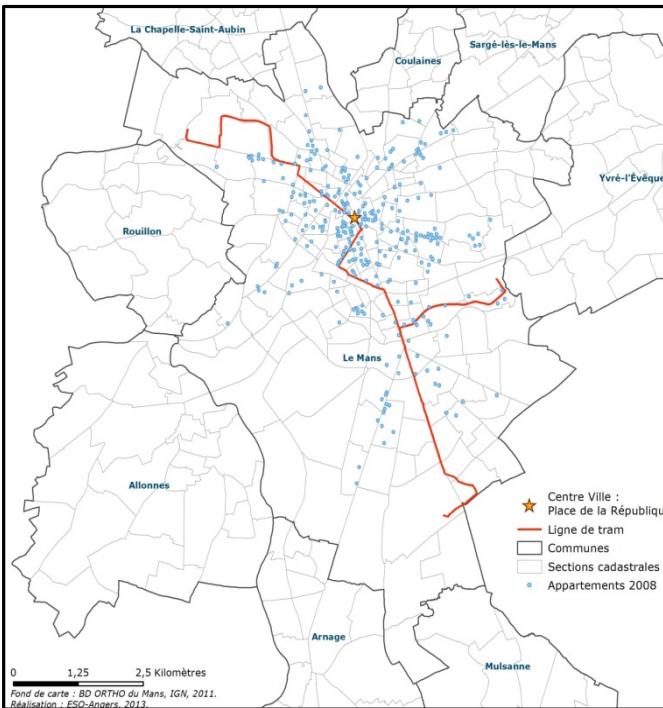 La Chapelle-Saint-Aubin
Sargé-lès-le-Mans
Coulaines
Yvré-l'Évêque
Rouillon
Le Mans
Allonnes
Arnage
Mulsanne
Centre Ville :
Place de la Républiqu
Ligne de tram
Communes
Sections cadastrales
Appartements 2008
0 1,25 2,5 Kilomètres
Fond de carte : BD ORTHO du Mans, IGN, 2011.
Réalisation : ESO-Angers, 2013.